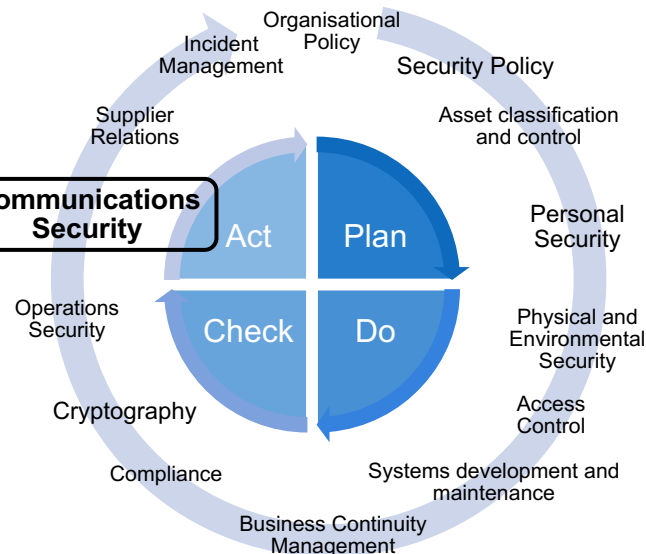 Organisational
Policy
Security Policy
Asset classification
and control
Personal
Security
Physical and
Environmental
Security
Access
Control
Systems development and
maintenance
Business Continuity
Management
Compliance
Cryptography
Operations
Security
ommunications
Security
Supplier
Relations
Incident
Management
Act
Plan
Check
Do